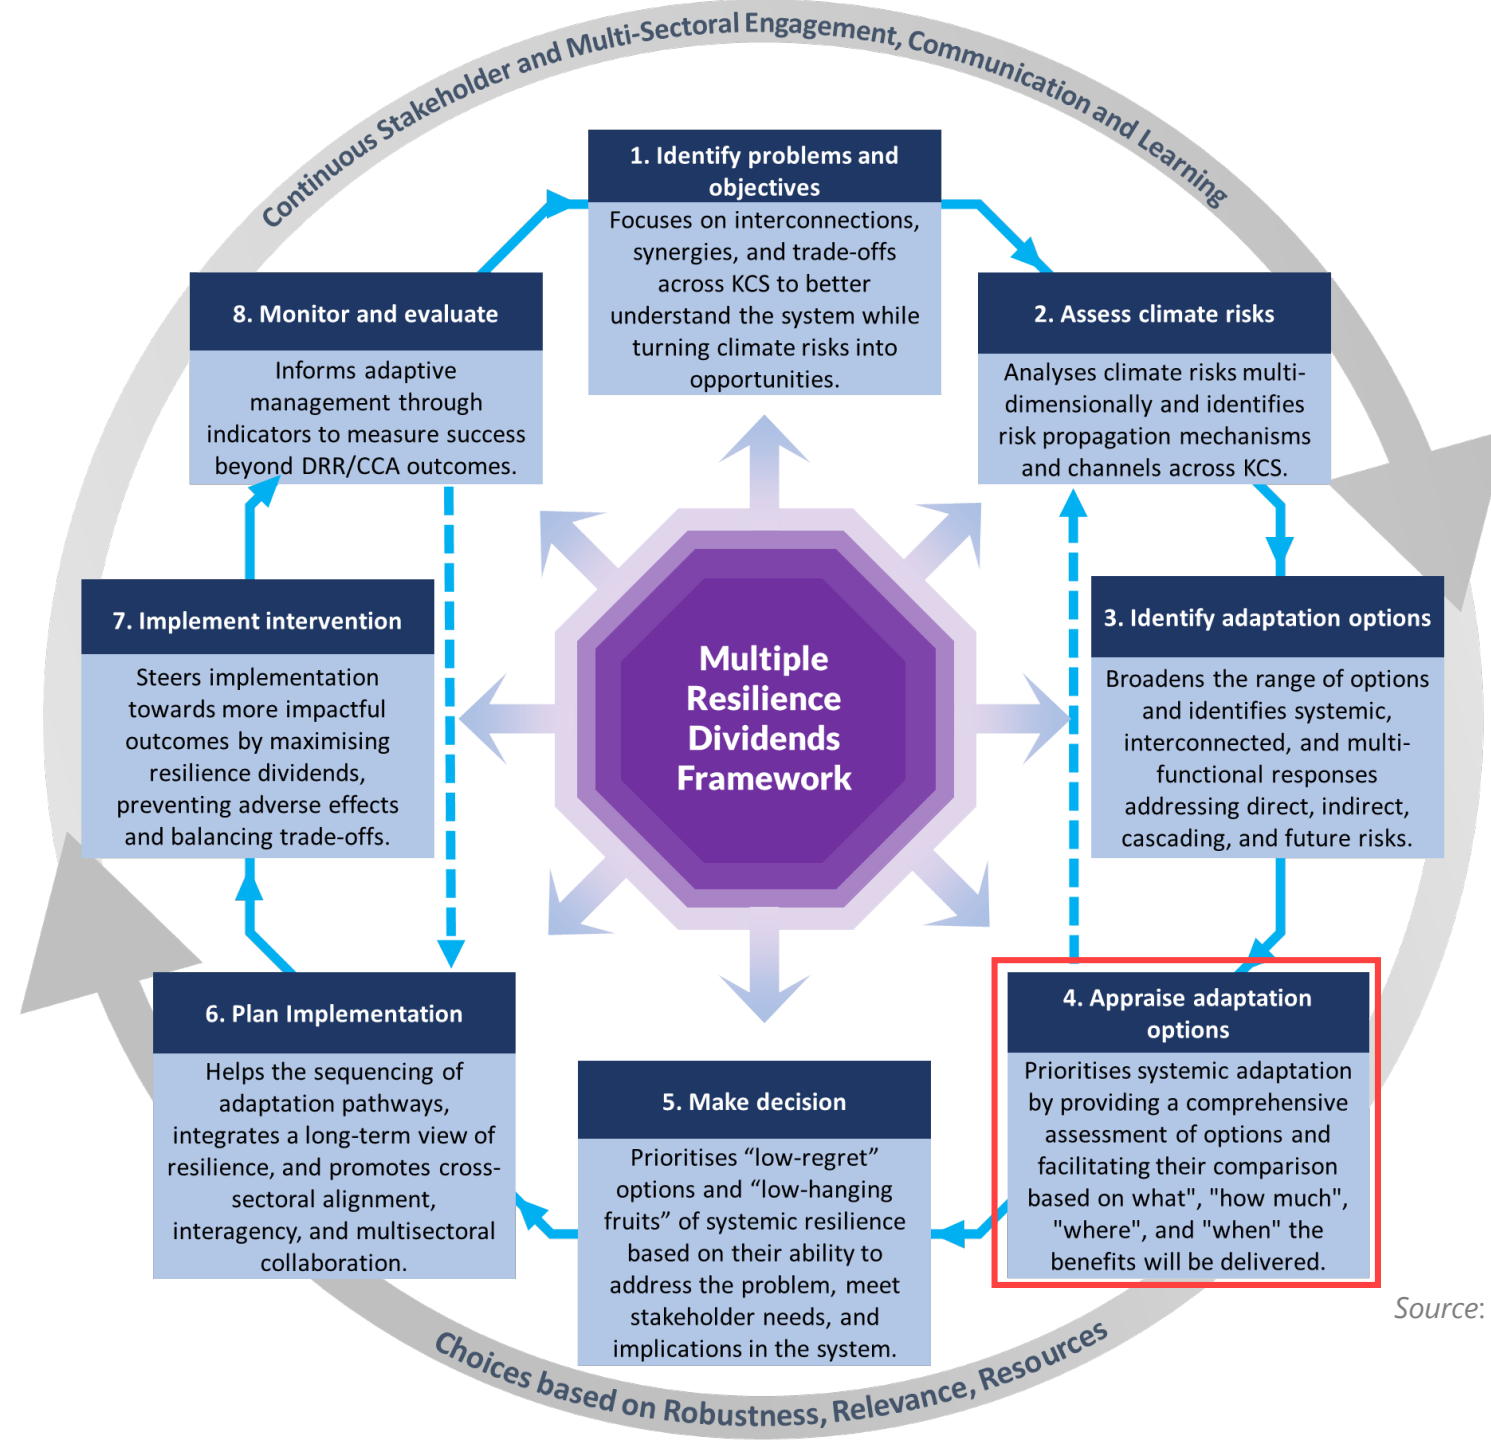 Continuous Stakeholder and Multi-Sectoral Engagement, Communication and Learning
1. Identify problems and
objectives
Focuses on interconnections,
synergies, and trade-offs
across KCS to better
understand the system while
turning climate risks into
opportunities.
2. Assess climate risks
Analyses climate risks multi-
dimensionally and identifies
risk propagation mechanisms
and channels across KCS.
3. Identify adaptation options
Broadens the range of options
and identifies systemic,
interconnected, and multi-
functional responses
addressing direct, indirect,
cascading, and future risks.
4. Appraise adaptation
options
Prioritises systemic adaptation
by providing a comprehensive
assessment of options and
facilitating their comparison
based on what", "how much",
"where", and "when" the
benefits will be delivered.
5. Make decision
Prioritises “low-regret”
options and “low-hanging
fruits” of systemic resilience
based on their ability to
address the problem, meet
stakeholder needs, and
implications in the system.
6. Plan Implementation
Helps the sequencing of
adaptation pathways,
integrates a long-term view of
resilience, and promotes cross-
sectoral alignment,
interagency, and multisectoral
collaboration.
7. Implement intervention
Steers implementation
towards more impactful
outcomes by maximising
resilience dividends,
preventing adverse effects
and balancing trade-offs.
8. Monitor and evaluate
Informs adaptive
management through
indicators to measure success
beyond DRR/CCA outcomes.
Multiple
Resilience
Dividends
Framework
Choices based on Robustness, Relevance, Resources
Source: